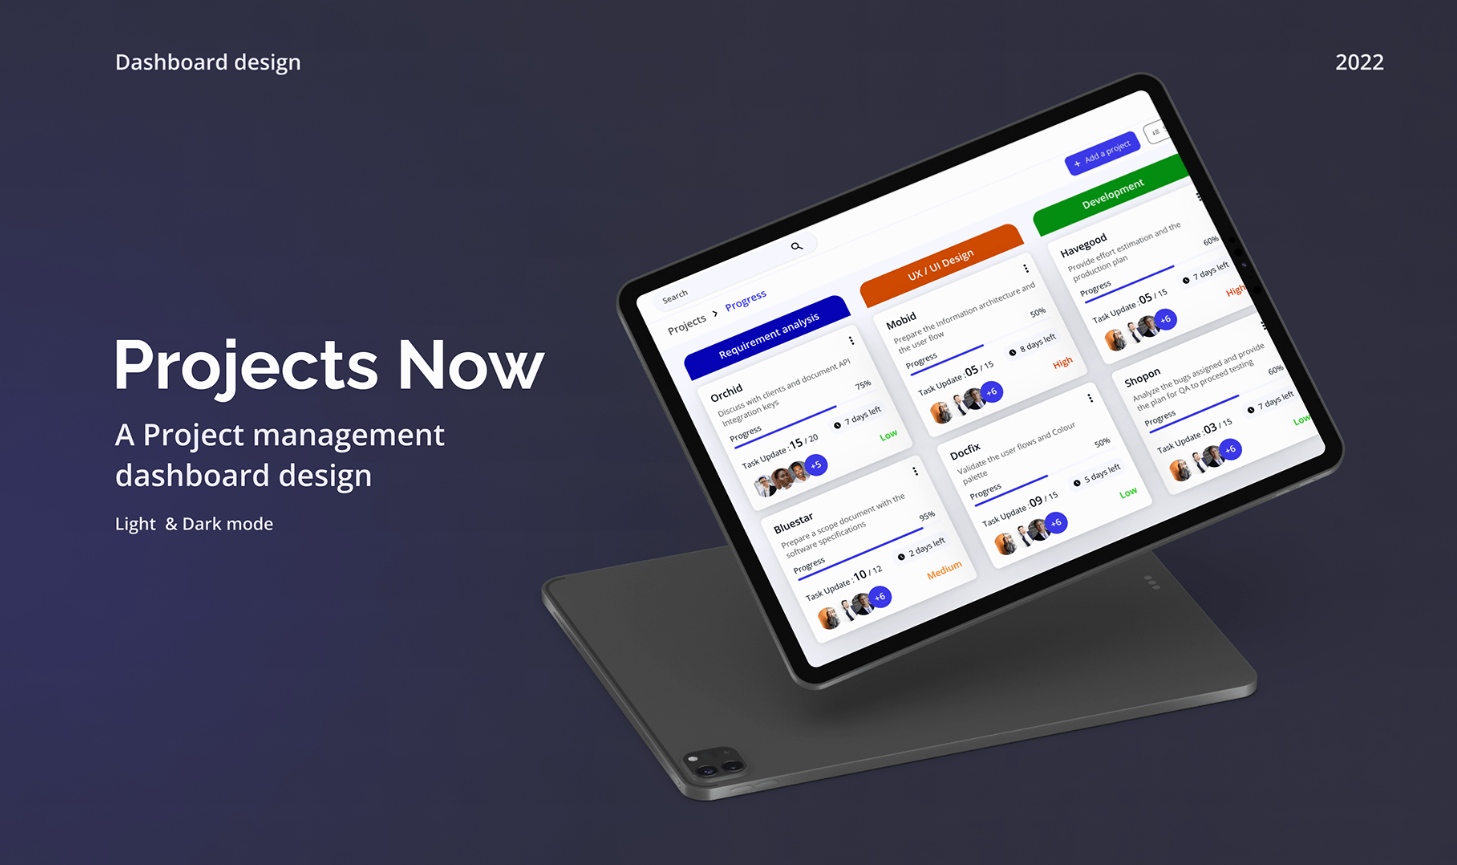 Dashboard design
2022
Projects Now
A Project management
dashboard design
Light & Dark mode
Search
+ Add a project
Projects > Progress
Requirement analysis
Orchid
Discuss with clients and document API
Integration keys
75%
Progress
Task Update : 15 / 20
7 days left
+5
Low
Bluestar
Prepare a scope document with the
software specifications
95%
Progress
Task Update : 10 / 12
2 days left
+6
Medium
UX / UI Design
Mobid
Prepare the Information architecture and
the user flow
50%
Progress
Task Update : 05 / 15
8 days left
+6
High
Docfix
Validate the user flows and Colour
palette
50%
Progress
Task Update : 09 / 15
5 days left
+6
Low
Development
Havegood
Provide effort estimation and the
production plan
60%
Progress
Task Update : 05 / 15
7 days left
+6
High
Shopon
Analyze the bugs assigned and provide
the plan for QA to proceed testing
60%
Progress
Task Update : 03 / 15
7 days left
+6
Low